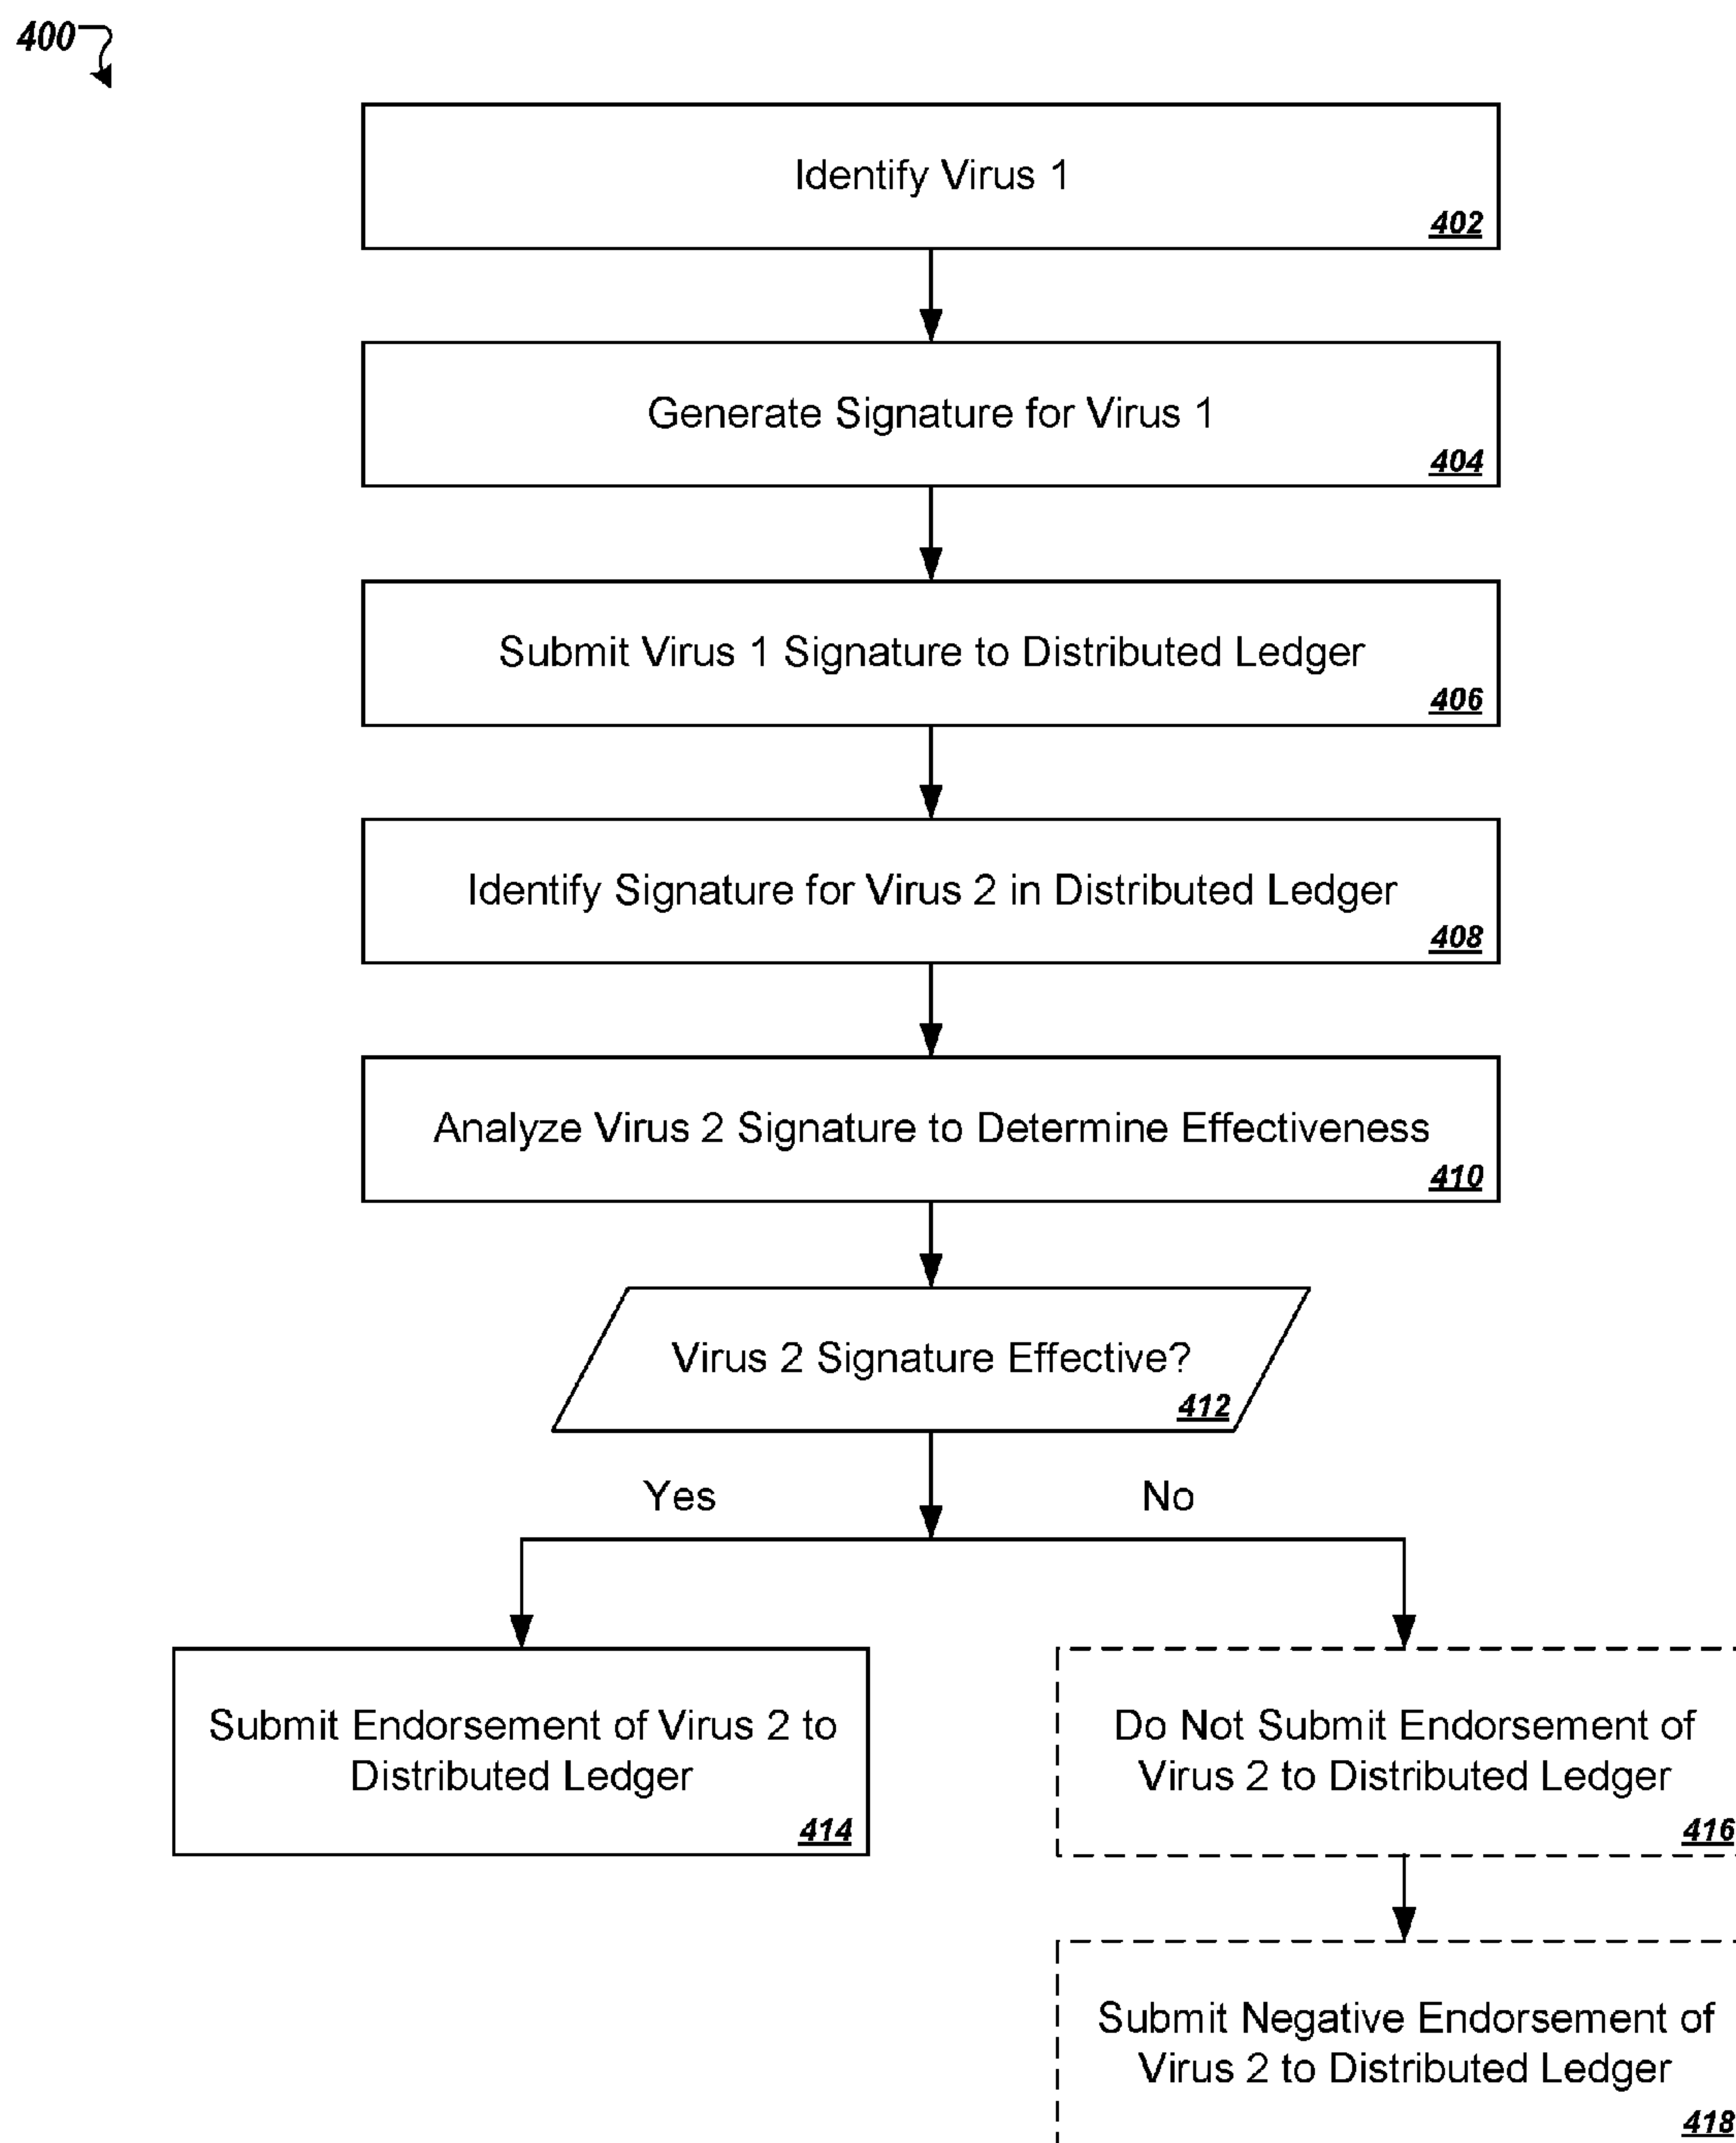 400
Identify Virus 1
402
Generate Signature for Virus 1
404
Submit Virus 1 Signature to Distributed Ledger
406
Identify Signature for Virus 2 in Distributed Ledger
408
Analyze Virus 2 Signature to Determine Effectiveness
410
Virus 2 Signature Effective?
412
Yes
No
Submit Endorsement of Virus 2 to
Distributed Ledger
414
Do Not Submit Endorsement of
Virus 2 to Distributed Ledger
416
Submit Negative Endorsement of
Virus 2 to Distributed Ledger
418